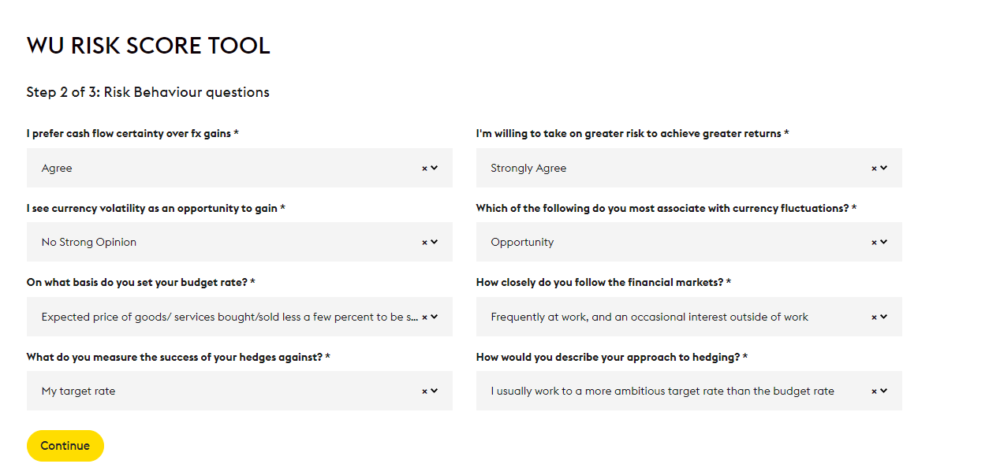 WU RISK SCORE TOOL
Step 2 of 3: Risk Behaviour questions
I prefer cash flow certainty over fx gains *
I'm willing to take on greater risk to achieve greater returns *
Agree
Strongly Agree
I see currency volatility as an opportunity to gain *
Which of the following do you most associate with currency fluctuations? *
No Strong Opinion
Opportunity
On what basis do you set your budget rate? *
How closely do you follow the financial markets? *
Expected price of goods/ services bought/sold less a few percent to be s...
Frequently at work, and an occasional interest outside of work
What do you measure the success of your hedges against? *
How would you describe your approach to hedging? *
My target rate
I usually work to a more ambitious target rate than the budget rate
Continue